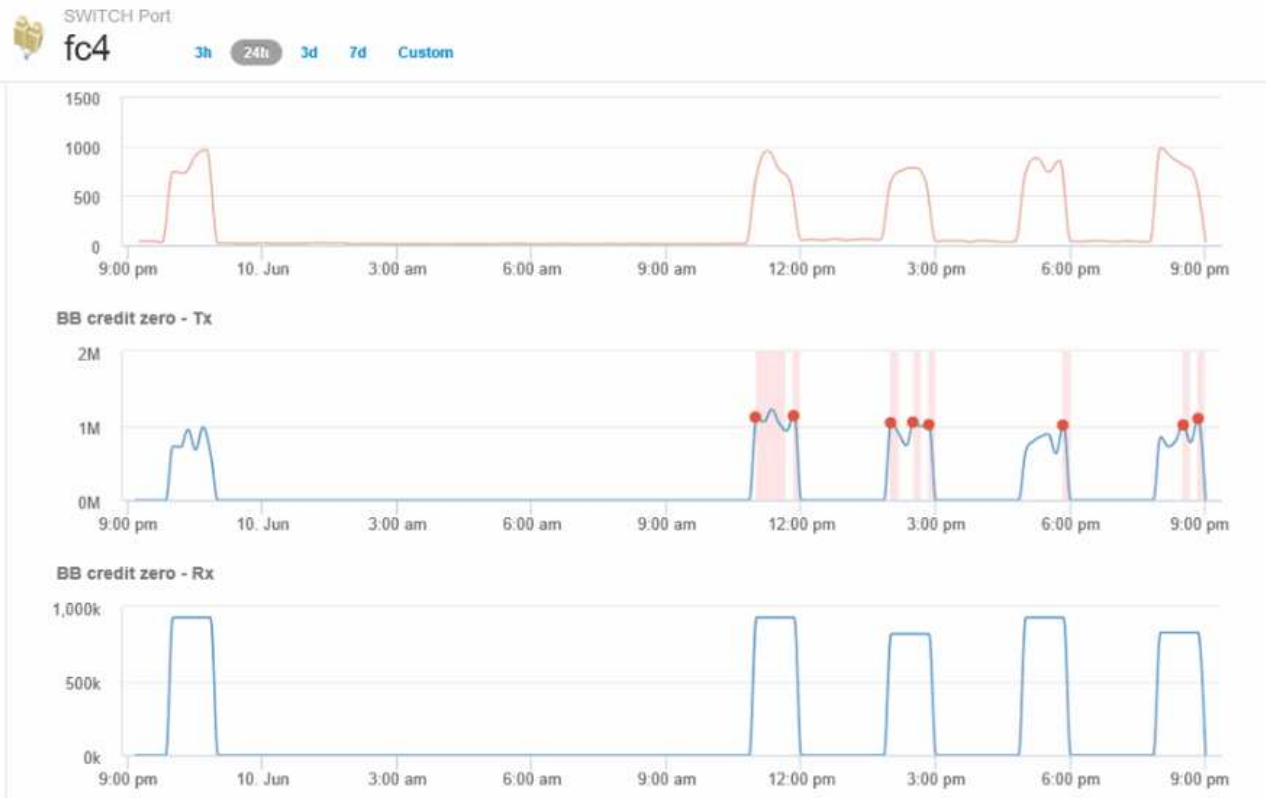 SWITCH Port
fc4
3h 24h 3d 7d Custom
1500
1000
500
0
9:00 pm 10. Jun 3:00 am 6:00 am 9:00 am 12:00 pm 3:00 pm 6:00 pm 9:00 pm
BB credit zero - Tx
2M
1M
0M
9:00 pm 10. Jun 3:00 am 6:00 am 9:00 am 12:00 pm 3:00 pm 6:00 pm 9:00 pm
BB credit zero - Rx
1,000k
500k
0k
9:00 pm 10. Jun 3:00 am 6:00 am 9:00 am 12:00 pm 3:00 pm 6:00 pm 9:00 pm